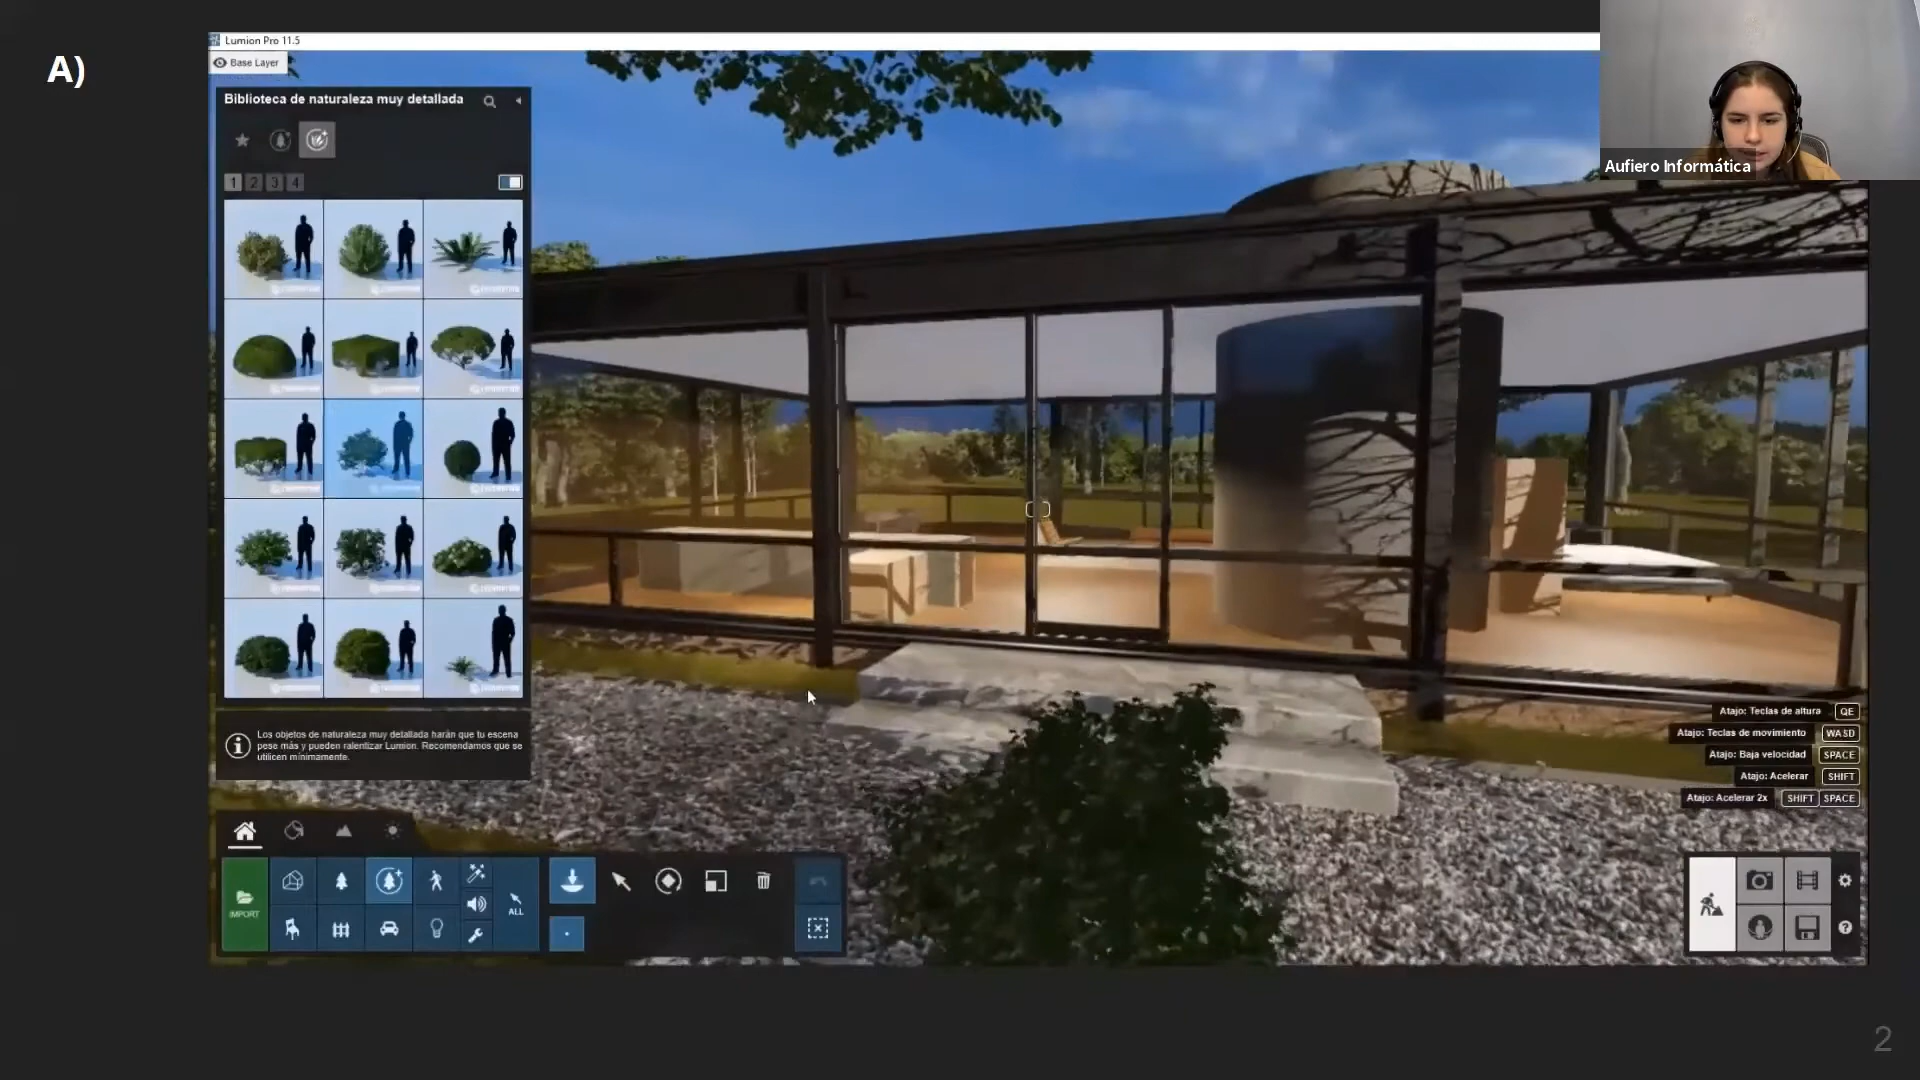 A)
Lumion Pro 11.5
Base Layer
Biblioteca de naturaleza muy detallada
1 2 3 4
Los objetos de naturaleza muy detallada harán que tu escena
pese más y pueden ralentizar Lumion. Recomendamos que se
utilicen mínimamente.
IMPORT
ALL
Aufiero Informática
Atajo: Teclas de altura QE
Atajo: Teclas de movimiento WASD
Atajo: Baja velocidad SPACE
Atajo: Acelerar SHIFT
Atajo: Acelerar 2x SHIFT SPACE
?
2